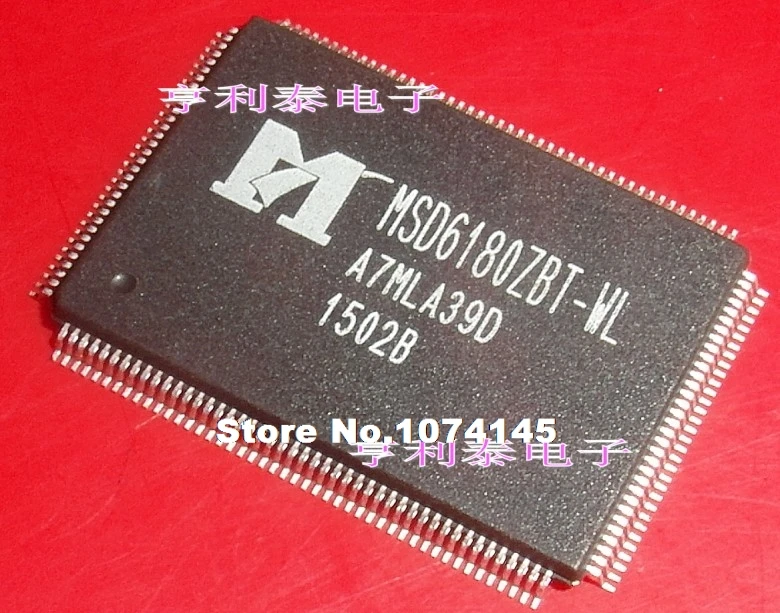 亨利泰电子
MSD6180ZBT-WL
A7MLA39D
1502B
Store No.1074145
亨利泰电子